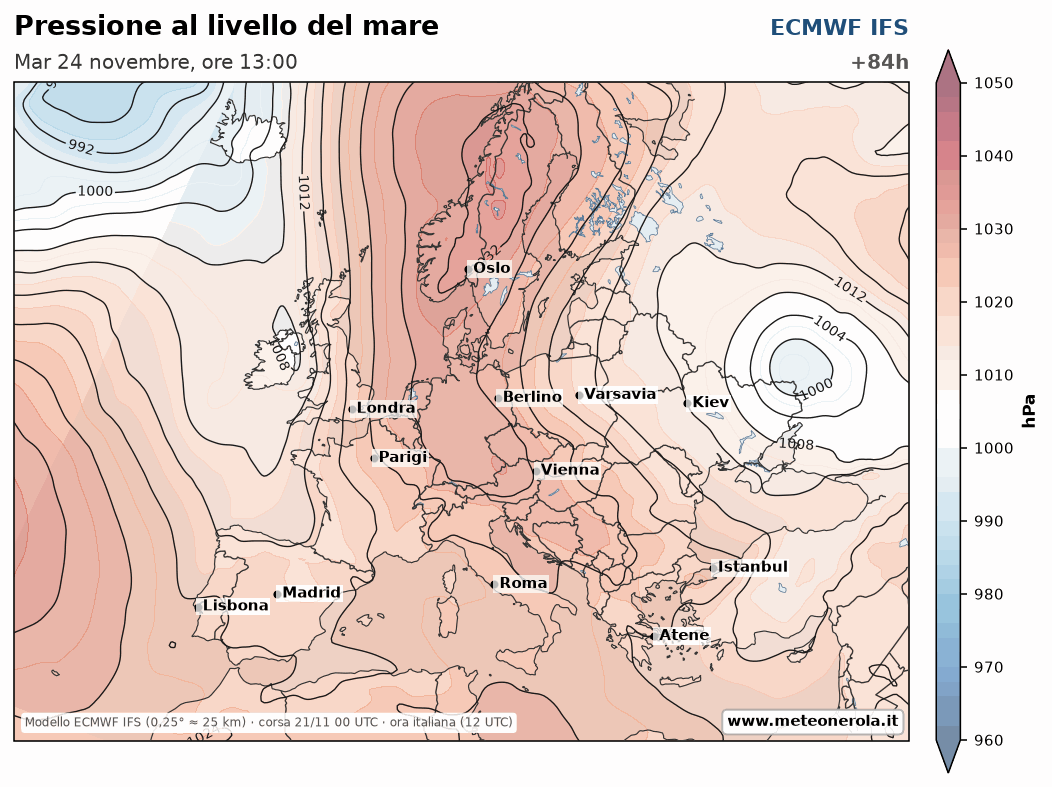 Pressione al livello del mare
ECMWF IFS
Mar 24 novembre, ore 13:00
+84h
1050
992
1040
1000
1012
1030
Oslo
1012
1020
1004
1008
1010
1000
Berlino
Varsavia
Kiev
Londra
hPa
1008
1000
Parigi
Vienna
990
Istanbul
Roma
Madrid
980
Lisbona
Atene
970
Modello ECMWF IFS (0,25° ≈ 25 km) · corsa 21/11 00 UTC · ora italiana (12 UTC)
www.meteonerola.it
1024
960